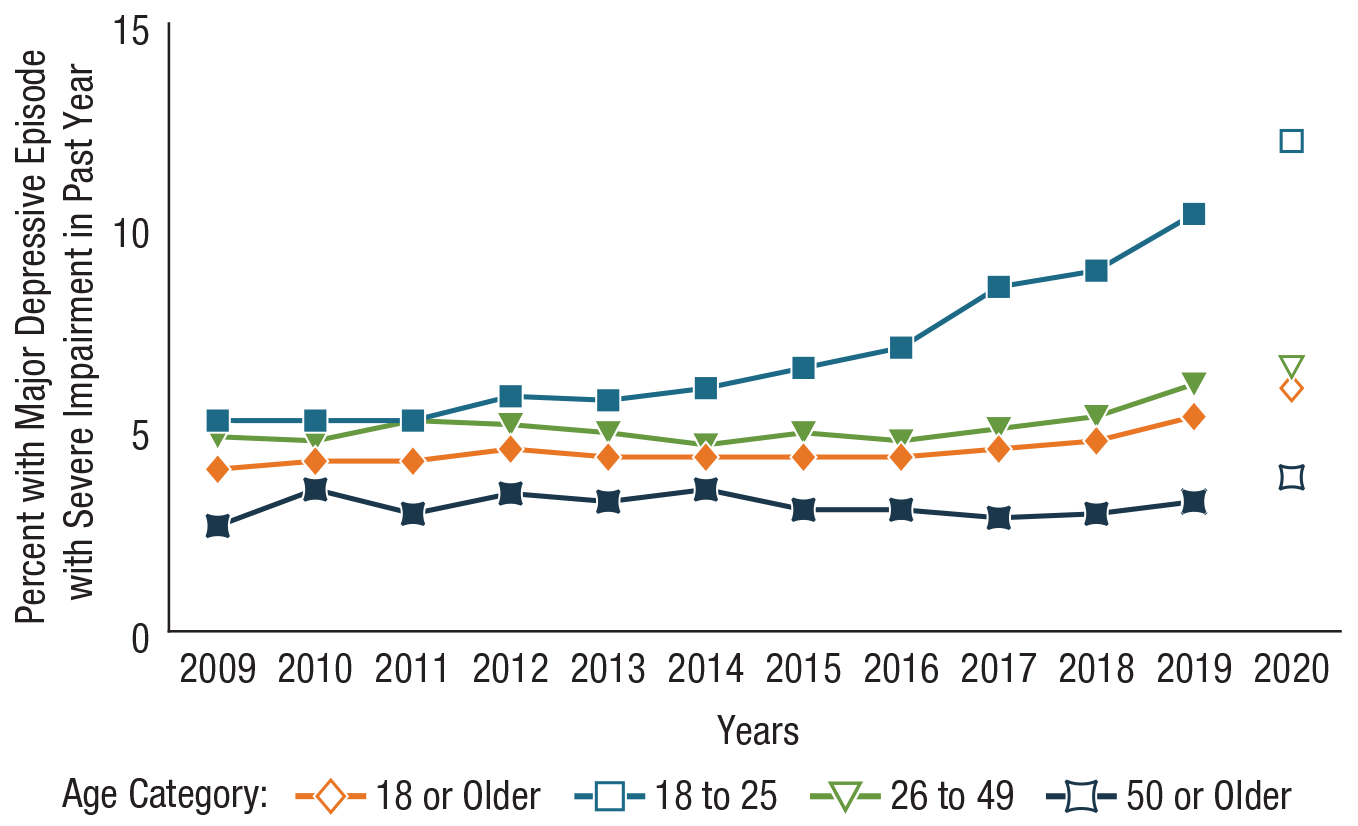 Percent with Major Depressive Episode
with Severe Impairment in Past Year
15
10
5
0
2009 2010 2011 2012 2013 2014 2015 2016 2017 2018 2019 2020
Years
Age Category: 18 or Older 18 to 25 26 to 49 50 or Older